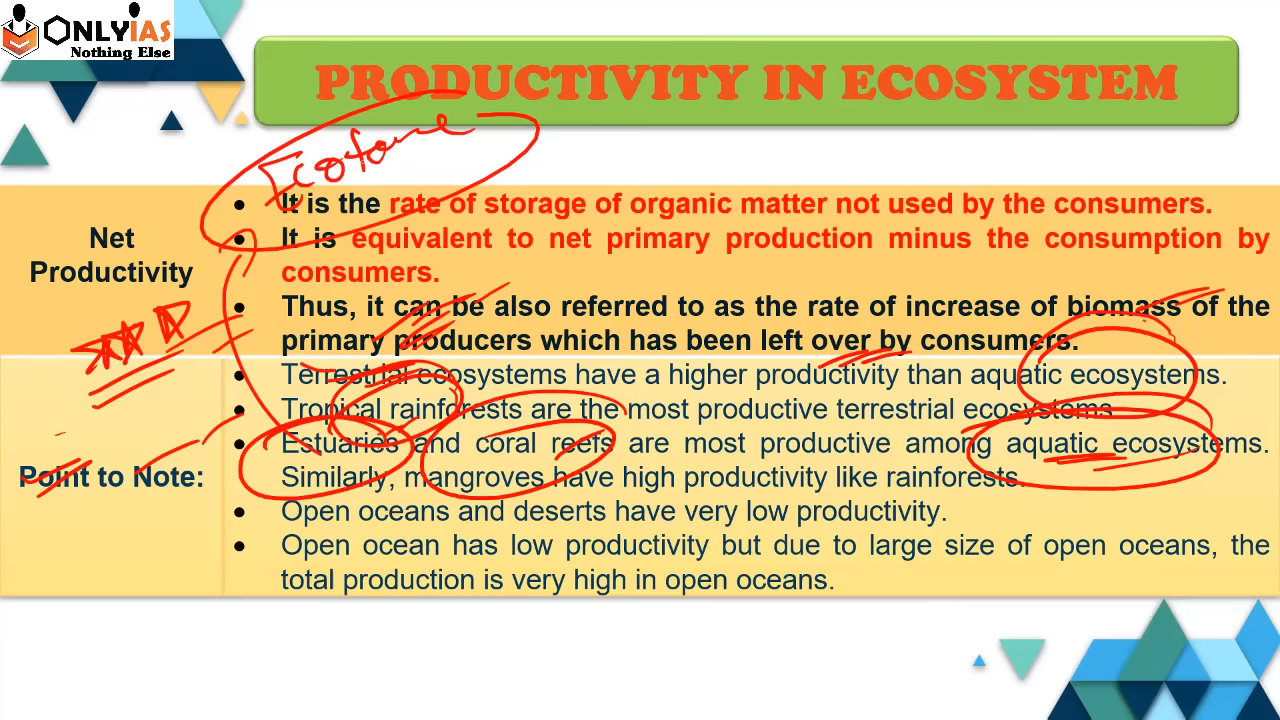 ONLYIAS
Nothing Else
PRODUCTIVITY IN ECOSYSTEM
Net
Productivity
• It is the rate of storage of organic matter not used by the consumers.
• It is equivalent to net primary production minus the consumption by
consumers.
• Thus, it can be also referred to as the rate of increase of biomass of the
primary producers which has been left over by consumers.
Point to Note:
• Terrestrial ecosystems have a higher productivity than aquatic ecosystems.
• Tropical rainforests are the most productive terrestrial ecosystems
• Estuaries and coral reefs are most productive among aquatic ecosystems.
Similarly, mangroves have high productivity like rainforests.
• Open oceans and deserts have very low productivity.
• Open ocean has low productivity but due to large size of open oceans, the
total production is very high in open oceans.